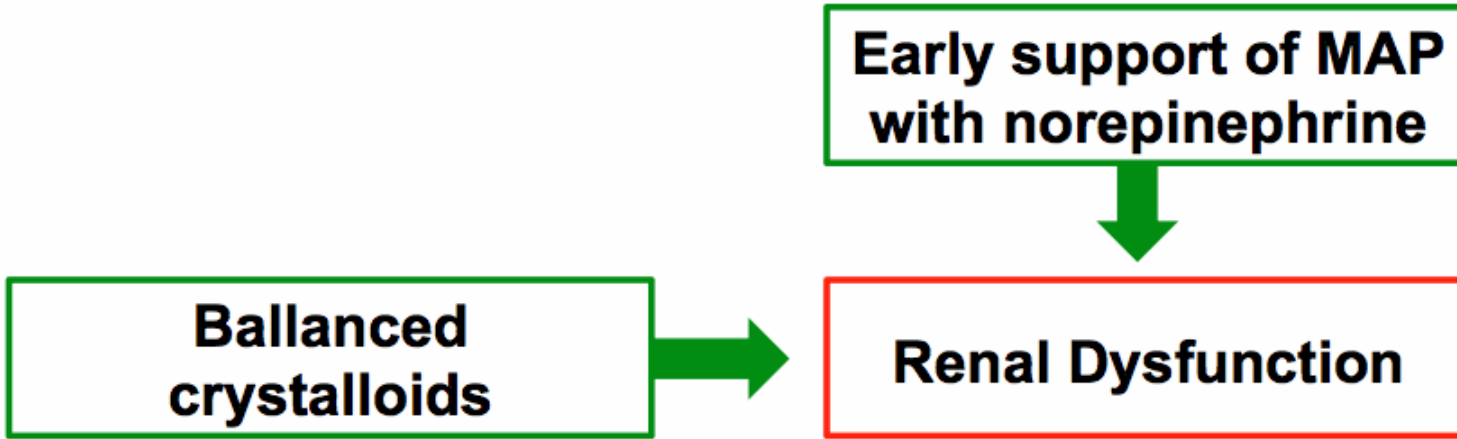 Early support of MAP
with norepinephrine
Ballanced
crystalloids
Renal Dysfunction